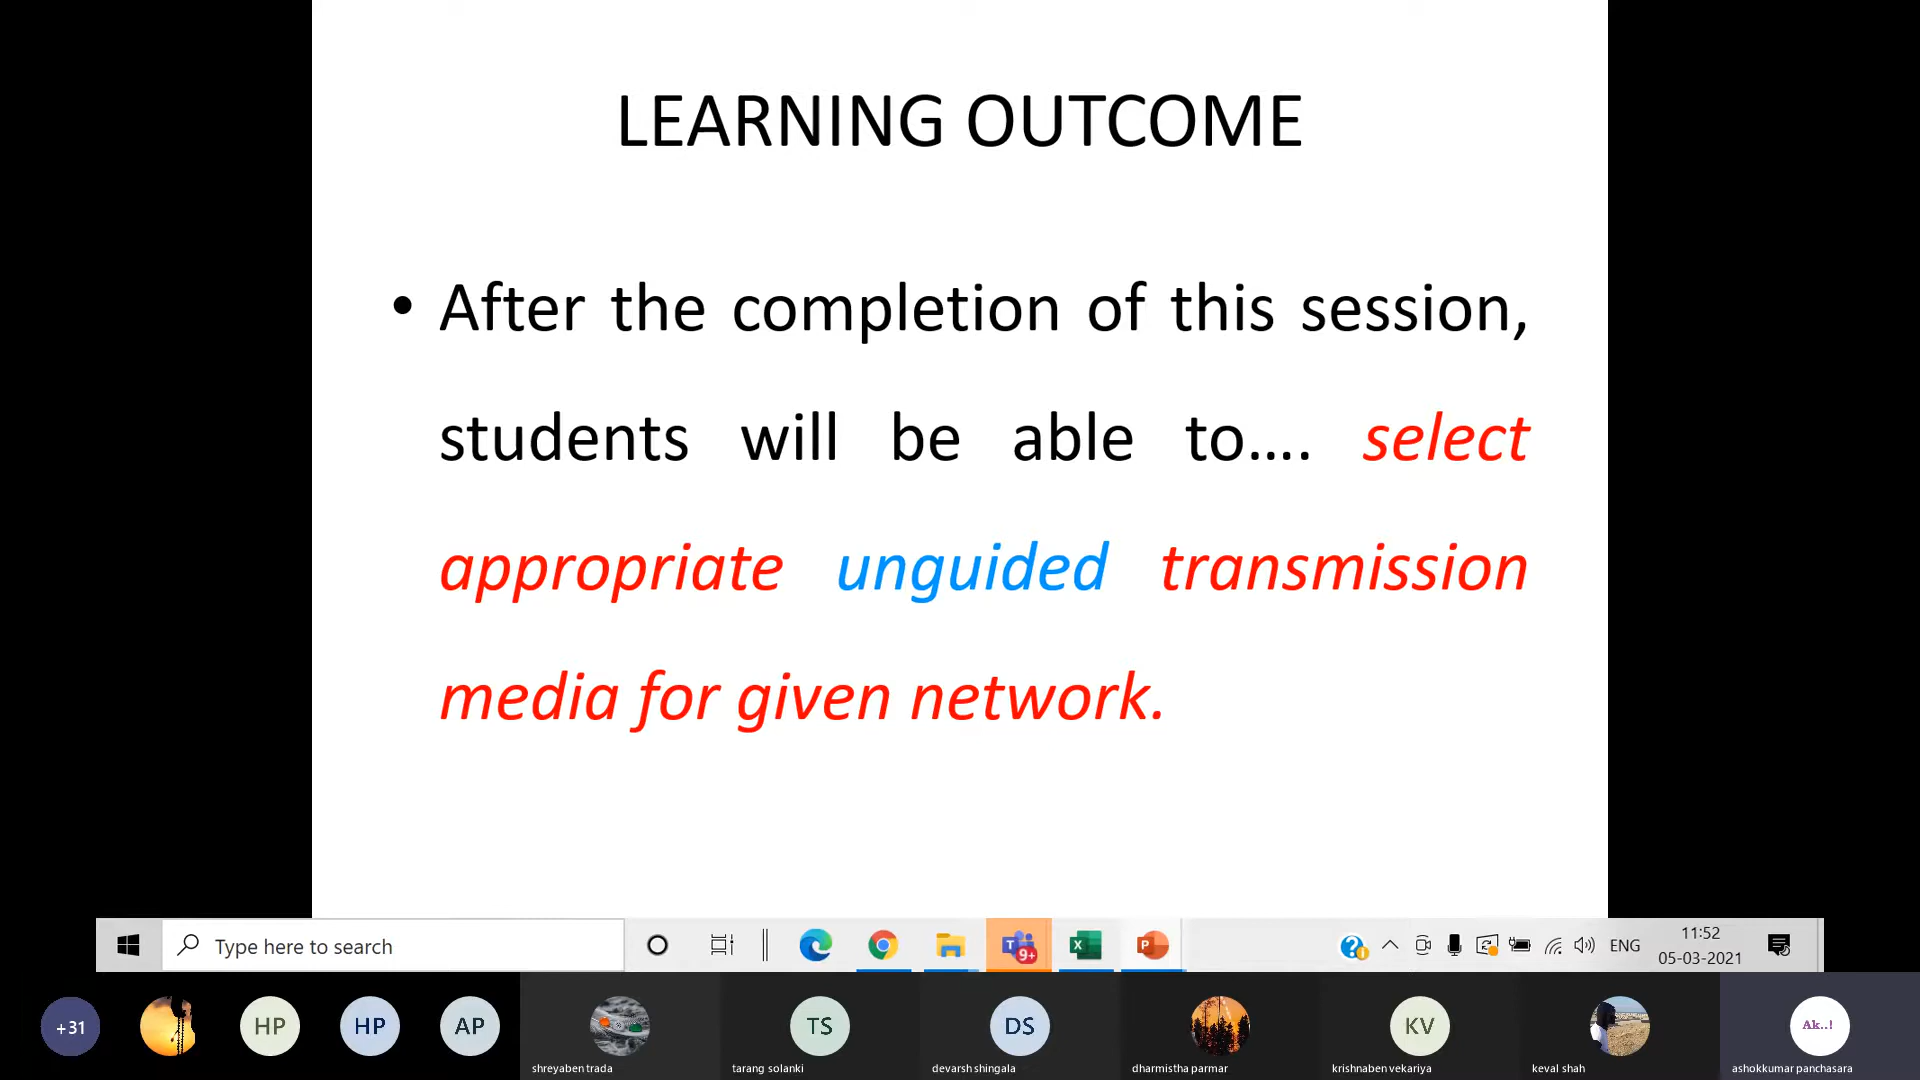 LEARNING OUTCOME
• After the completion of this session,
students will be able to.... select
appropriate unguided transmission
media for given network.
Type here to search
9+
ENG
11:52
05-03-2021
+31
HP
HP
AP
TS
DS
KV
Ak..!
shreyaben trada
tarang solanki
devarsh shingala
dharmistha parmar
krishnaben vekariya
keval shah
ashokkumar panchasara